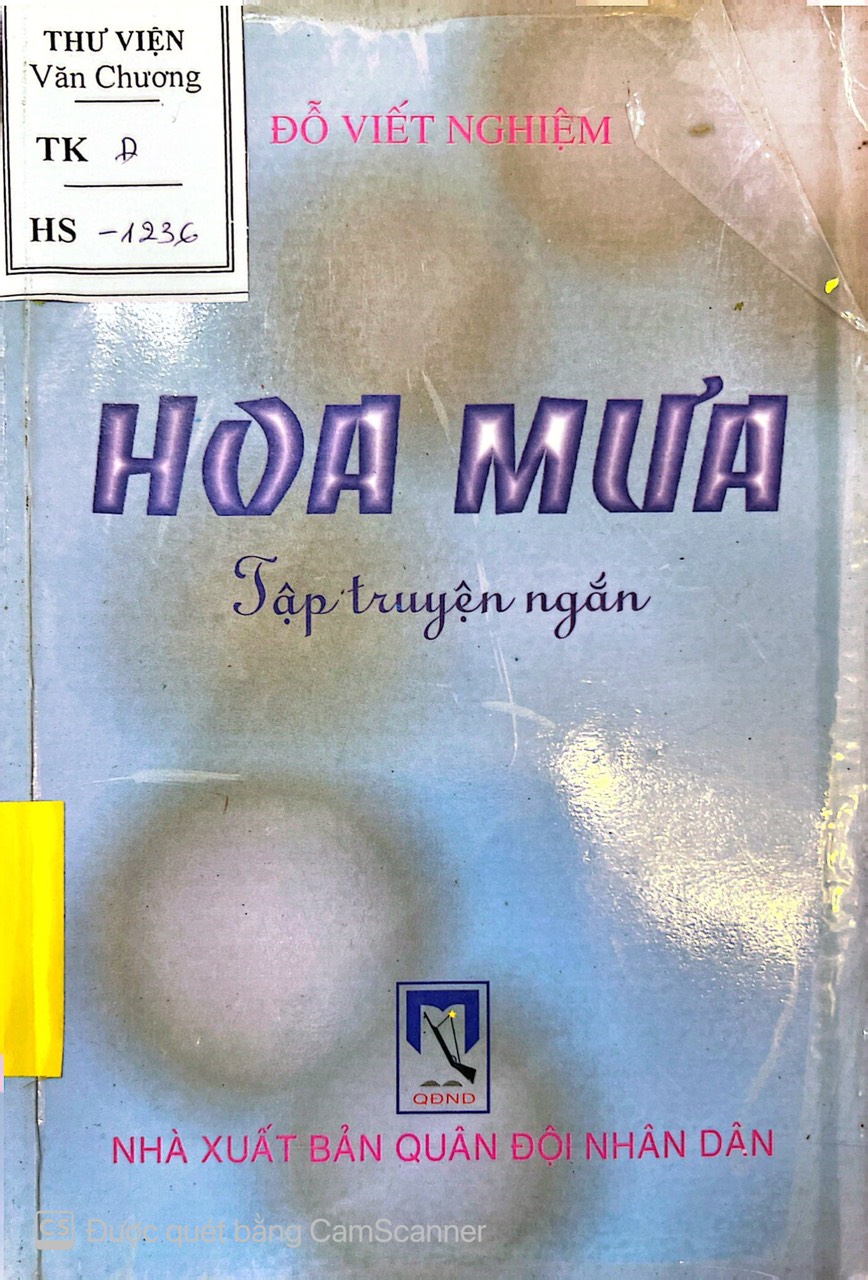 THƯ VIỆN
Văn Chương
TK D
HS -1236
ĐỖ VIẾT NGHIỆM
HOA MƯA
Tập truyện ngắn
QĐND
NHÀ XUẤT BẢN QUÂN ĐỘI NHÂN DÂN
CS Được quét bằng CamScanner